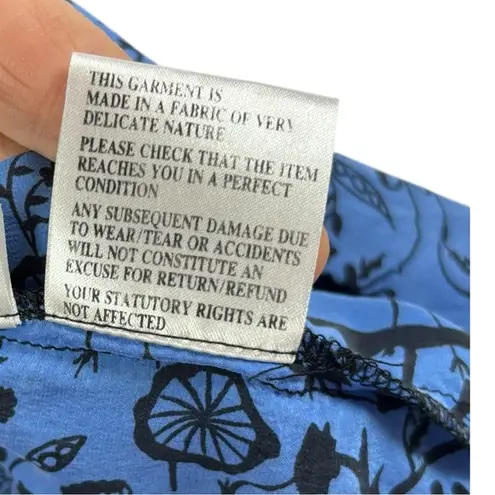 THIS GARMENT IS
MADE IN A FABRIC OF VERY
DELICATE NATURE
PLEASE CHECK THAT THE ITEM
REACHES YOU IN A PERFECT
CONDITION
ANY SUBSEQUENT DAMAGE DUE
TO WEAR/TEAR OR ACCIDENTS
WILL NOT CONSTITUTE AN
EXCUSE FOR RETURN/REFUND
YOUR STATUTORY RIGHTS ARE
NOT AFFECTED